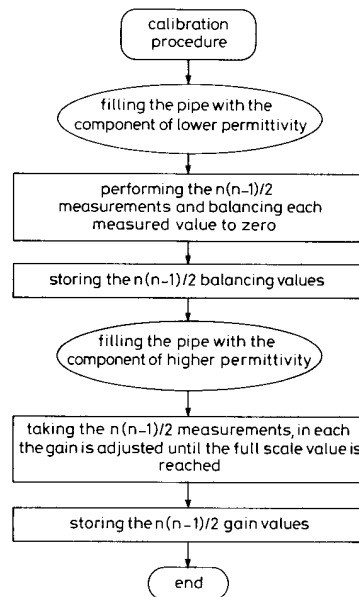 calibration
procedure
filling the pipe with the
component of lower permittivity
performing the n(n-1)/2
measurements and balancing each
measured value to zero
storing the n(n-1)/2 balancing values
filling the pipe with the
component of higher permittivity
taking the n(n-1)/2 measurements, in each
the gain is adjusted until the full scale value is
reached
storing the n(n-1)/2 gain values
end